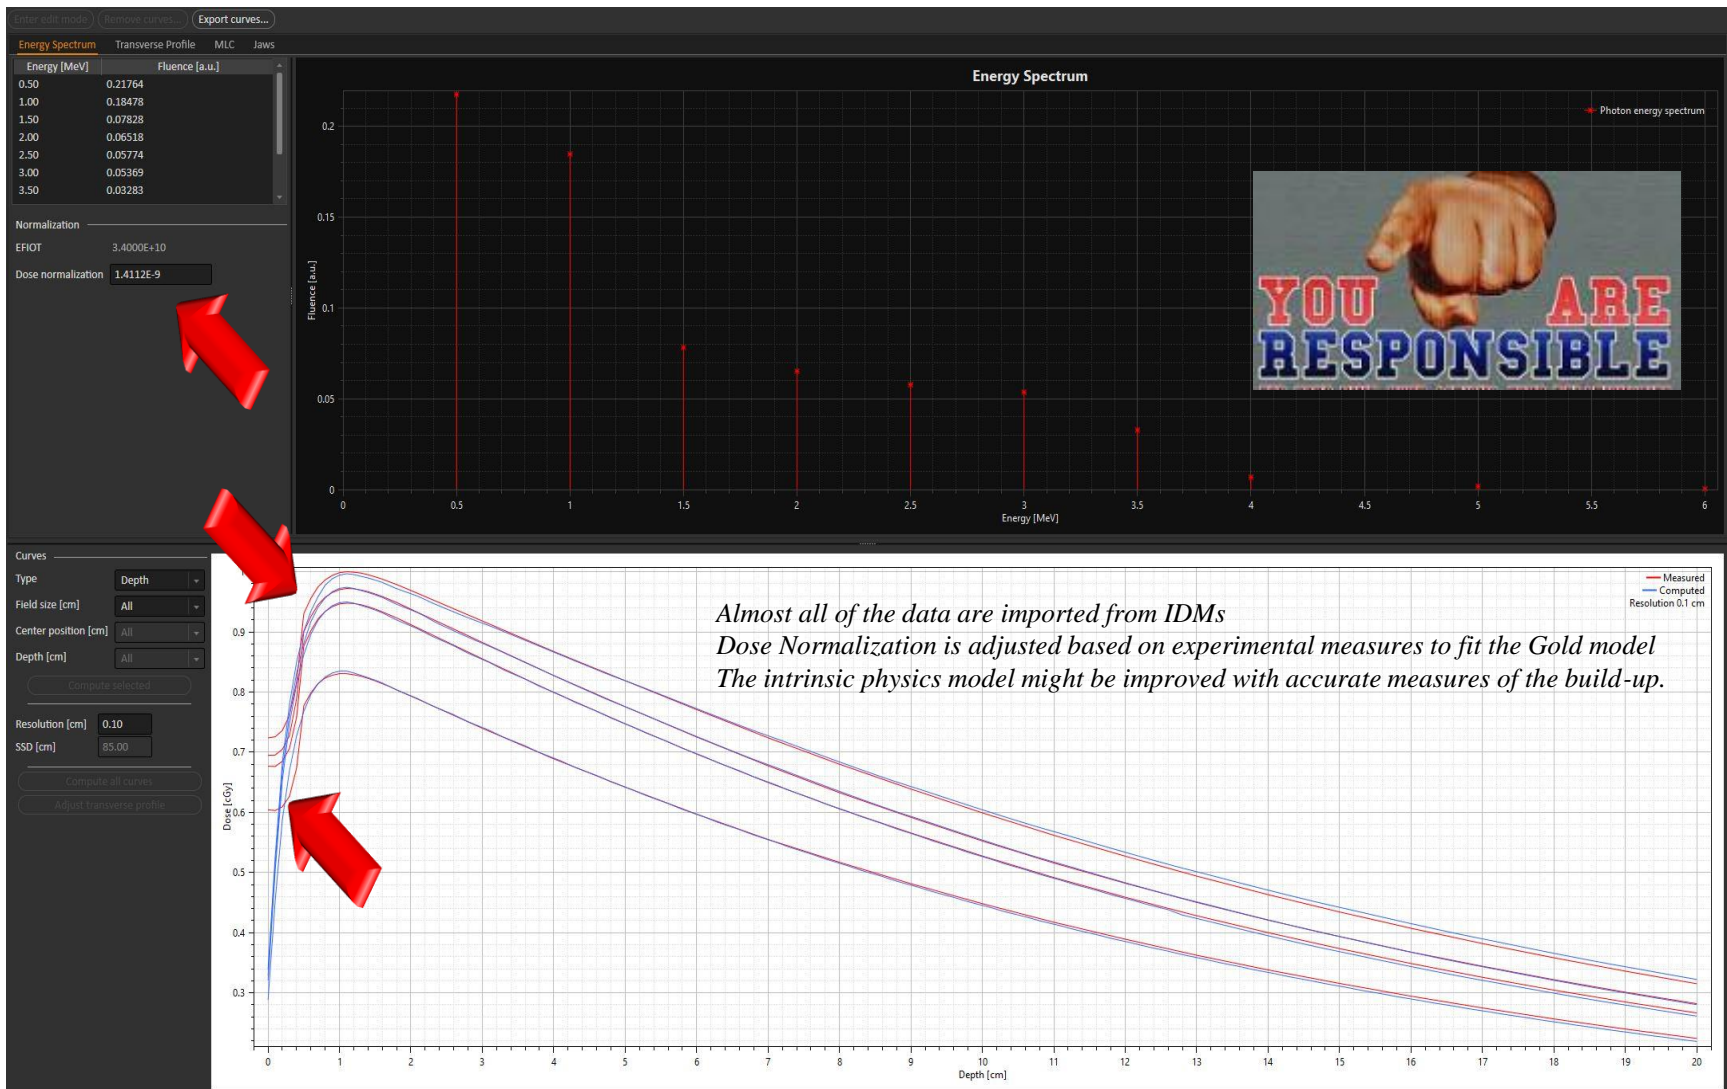 Enter edit mode Remove curves... Export curves...
Energy Spectrum Transverse Profile MLC Jaws
Energy [MeV] Fluence [a.u.]
0.50 0.21764
1.00 0.18478
1.50 0.07828
2.00 0.06518
2.50 0.05774
3.00 0.05369
3.50 0.03283
Normalization
EFIOT 3.4000E+10
Dose normalization 1.4112E-9
Energy Spectrum
Photon energy spectrum
Fluence [a.u.]
0.2
0.15
0.1
0.05
0
0 0.5 1 1.5 2 2.5 3 3.5 4 4.5 5 5.5 6
Energy [MeV]
YOU ARE
RESPONSIBLE
Curves
Type Depth
Field size [cm] All
Center position [cm] All
Depth [cm] All
Compute selected
Resolution [cm] 0.10
SSD [cm] 85.00
Compute all curves
Adjust transverse profile
Measured
Computed
Resolution 0.1 cm
Almost all of the data are imported from IDMs
Dose Normalization is adjusted based on experimental measures to fit the Gold model
The intrinsic physics model might be improved with accurate measures of the build-up.
Dose [cGy]
0.9
0.8
0.7
0.6
0.5
0.4
0.3
0 1 2 3 4 5 6 7 8 9 10 11 12 13 14 15 16 17 18 19 20
Depth [cm]